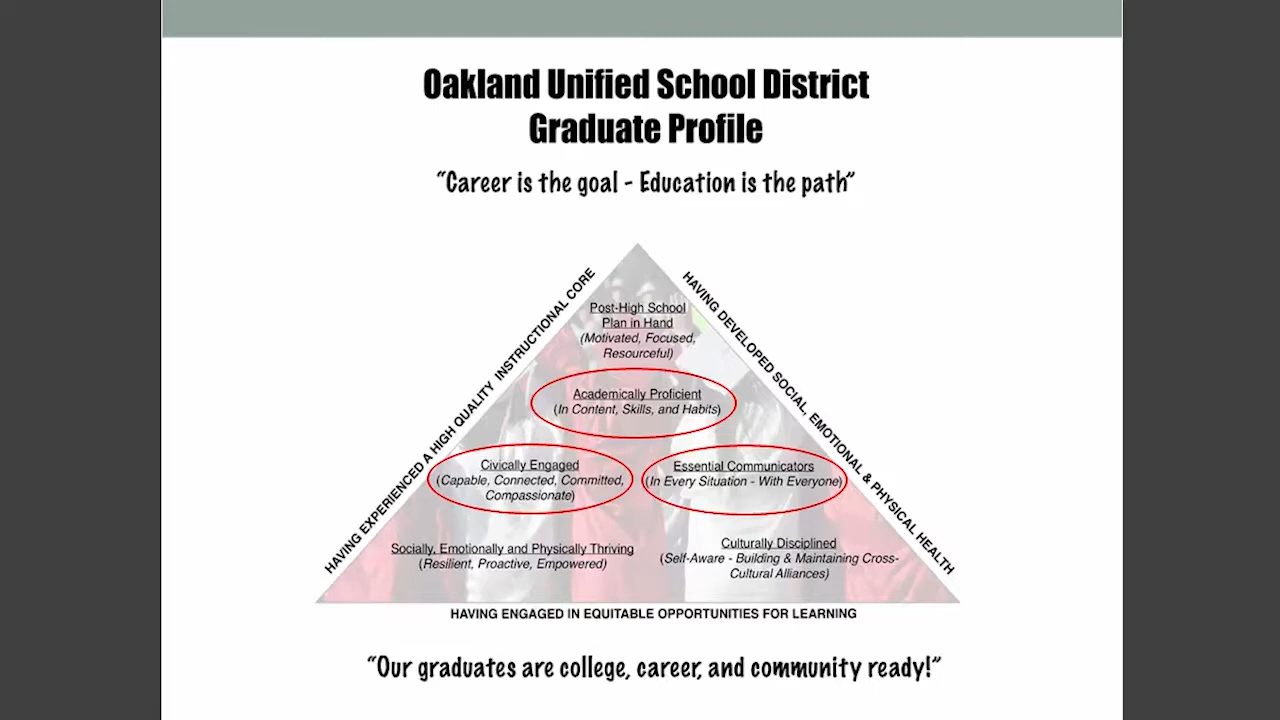 Oakland Unified School District
Graduate Profile
“Career is the goal - Education is the path”
HAVING EXPERIENCED A HIGH QUALITY INSTRUCTIONAL CORE
HAVING DEVELOPED SOCIAL, EMOTIONAL & PHYSICAL HEALTH
Post-High School
Plan in Hand
(Motivated, Focused,
Resourceful)
Academically Proficient
(In Content, Skills, and Habits)
Civically Engaged
(Capable, Connected, Committed,
Compassionate)
Essential Communicators
(In Every Situation - With Everyone)
Socially, Emotionally and Physically Thriving
(Resilient, Proactive, Empowered)
Culturally Disciplined
(Self-Aware - Building & Maintaining Cross-
Cultural Alliances)
HAVING ENGAGED IN EQUITABLE OPPORTUNITIES FOR LEARNING
“Our graduates are college, career, and community ready!”